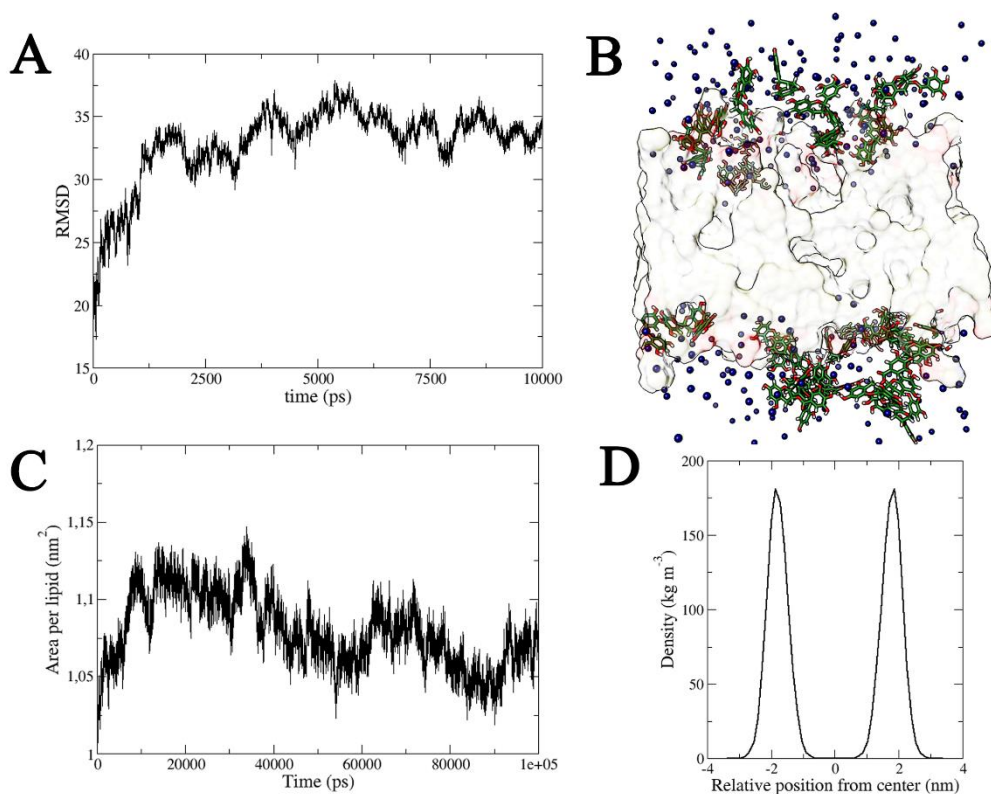 A
40
35
30
25
20
15
RMSD
0 2500 5000 7500 10000
time (ps)
B
C
1,2
1,15
1,1
1,05
1
Area per lipid (nm²)
0 20000 40000 60000 80000 1e+05
Time (ps)
D
200
150
100
50
0
Density (kg m⁻³)
-4 -2 0 2 4
Relative position from center (nm)